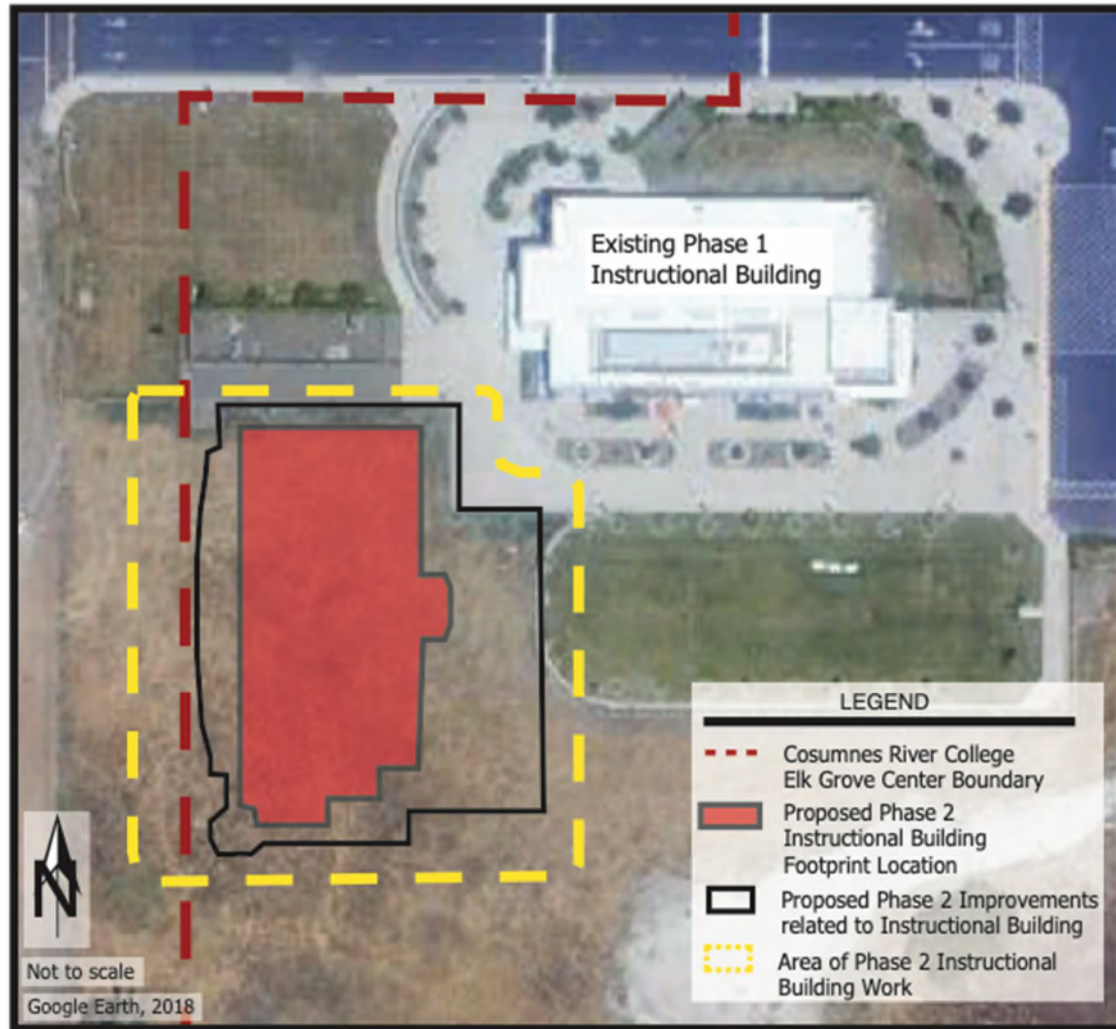 Existing Phase 1
Instructional Building
LEGEND
Cosumnes River College
Elk Grove Center Boundary
Proposed Phase 2
Instructional Building
Footprint Location
Proposed Phase 2 Improvements
related to Instructional Building
Area of Phase 2 Instructional
Building Work
N
Not to scale
Google Earth, 2018